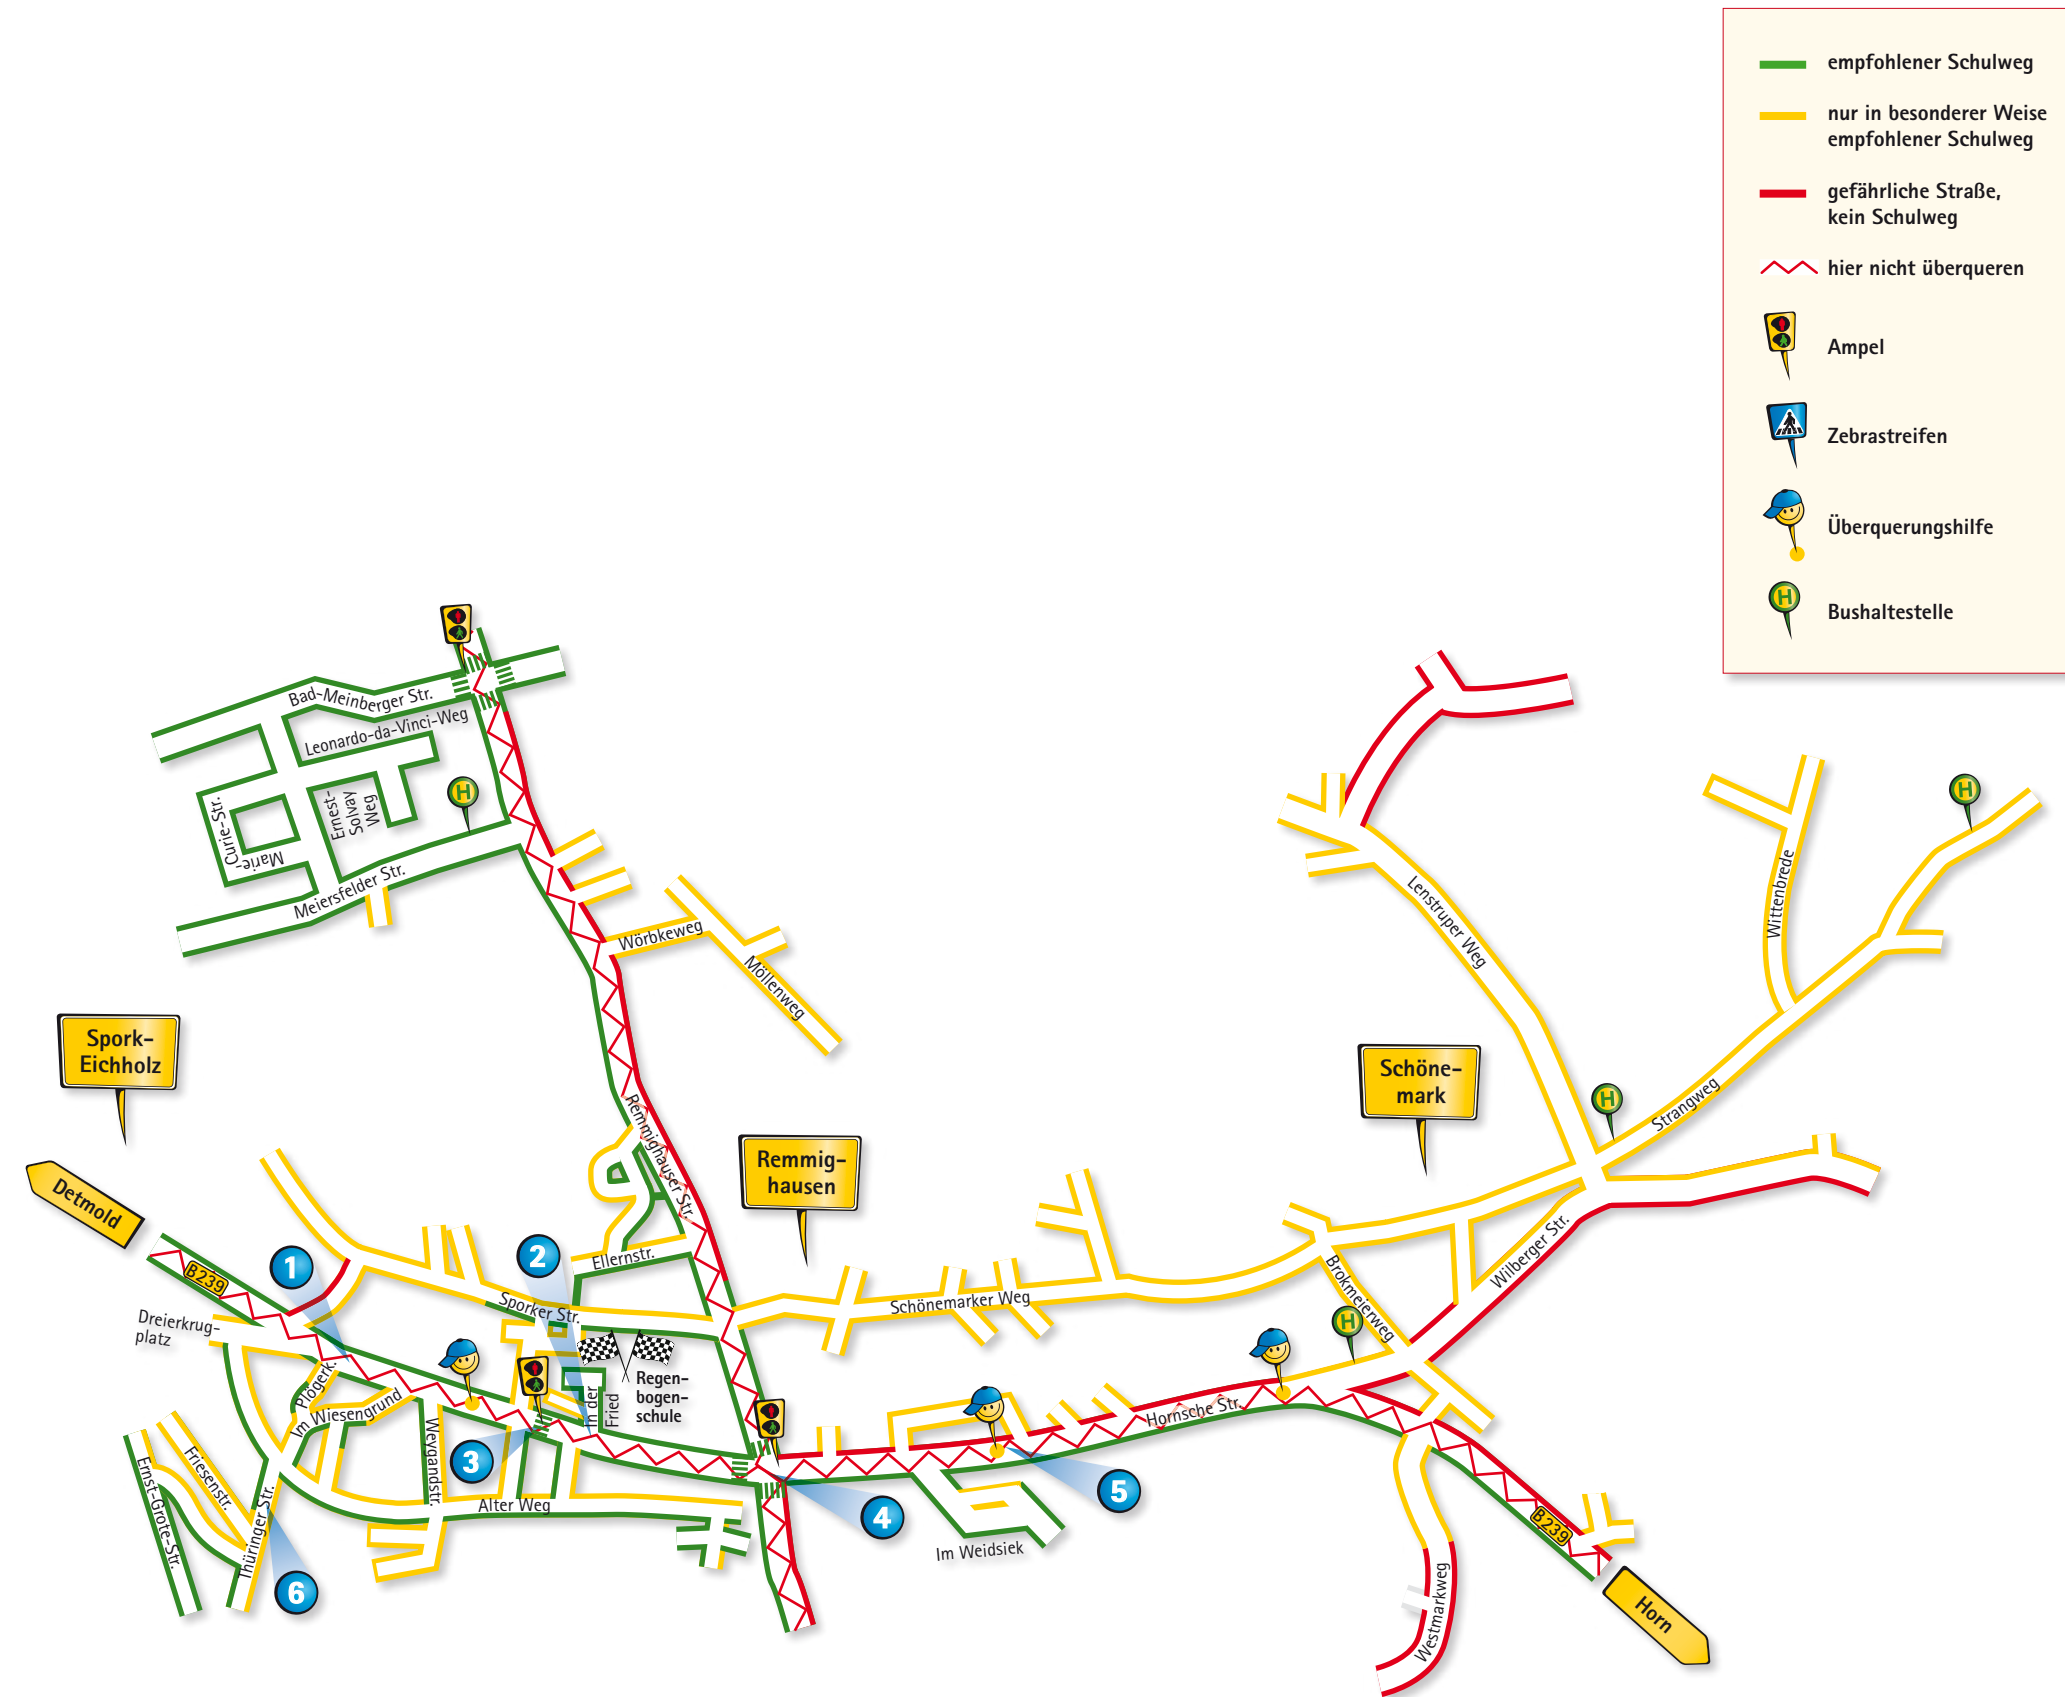 empfohlener Schulweg
nur in besonderer Weise
empfohlener Schulweg
gefährliche Straße,
kein Schulweg
hier nicht überqueren
Ampel
Zebrastreifen
Überquerungshilfe
H
Bushaltestelle
Bad-Meinberger Str.
Leonardo-da-Vinci-Weg
Ernest-
Solvay
Weg
H
Marie-
Curie-Str.
Meiersfelder Str.
Wörbkeweg
Möllenweg
Lenstruper Weg
Wittenbrede
H
Spork-
Eichholz
Schöne-
mark
H
Strangweg
Remmighauser Str.
Remmig-
hausen
Detmold
B239
1
2
Ellernstr.
Sporker Str.
Dreierkrug-
platz
Schönemarker Weg
Wilberger Str.
Brokmeierweg
H
Plögerk.
Im Wiesengrund
Weygandstr.
In der
Fried
Regen-
bogen-
schule
Hornsche Str.
3
4
5
Ernst-Grote-Str.
Friesenstr.
Thüringer Str.
Alter Weg
Im Weidsiek
6
B239
Westmarkweg
Horn